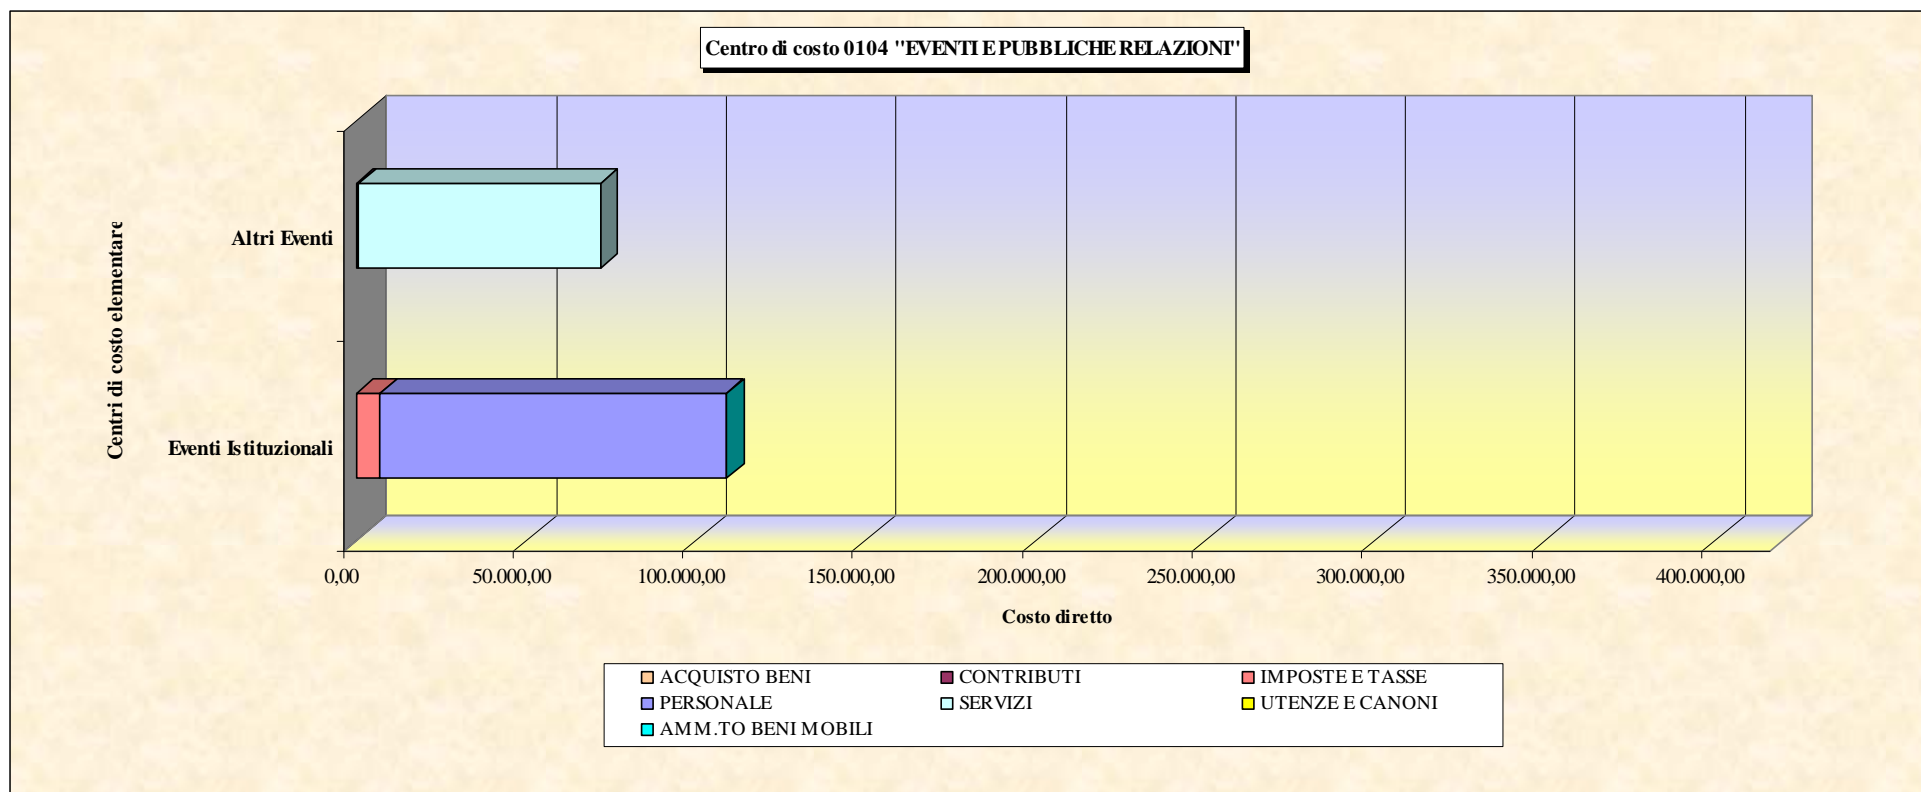 Centro di costo 0104 "EVENTI E PUBBLICHE RELAZIONI"
Centri di costo elementare
Altri Eventi
Eventi Istituzionali
0,00 50.000,00 100.000,00 150.000,00 200.000,00 250.000,00 300.000,00 350.000,00 400.000,00
Costo diretto
ACQUISTO BENI CONTRIBUTI IMPOSTE E TASSE
PERSONALE SERVIZI UTENZE E CANONI
AMM.TO BENI MOBILI